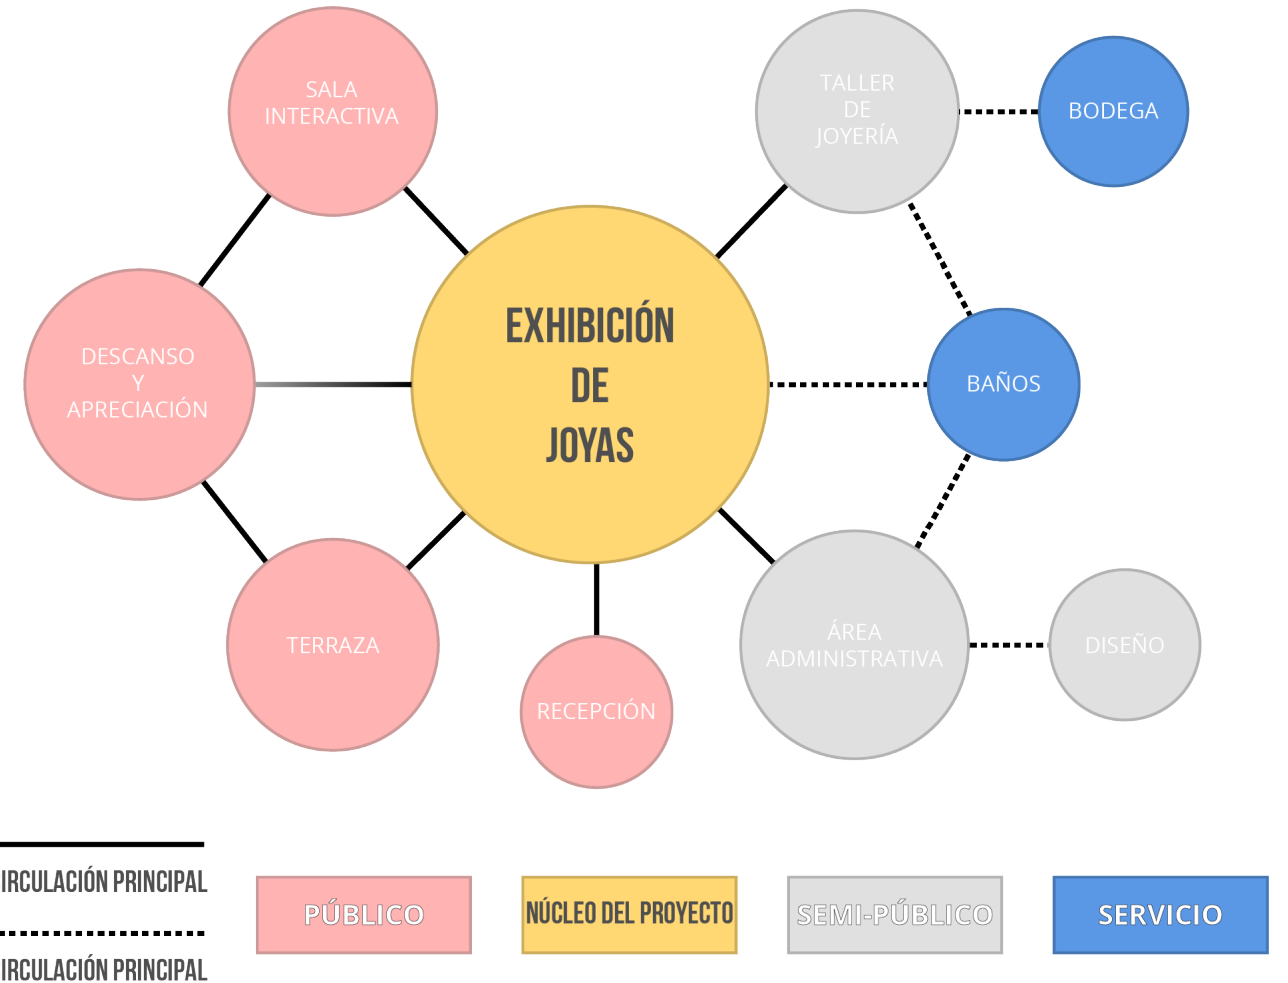 SALA
INTERACTIVA
TALLER
DE
JOYERÍA
BODEGA
EXHIBICIÓN
DE
JOYAS
DESCANSO
Y
APRECIACIÓN
BAÑOS
TERRAZA
RECEPCIÓN
ÁREA
ADMINISTRATIVA
DISEÑO
IRCULACIÓN PRINCIPAL
IRCULACIÓN PRINCIPAL
PÚBLICO
NÚCLEO DEL PROYECTO
SEMI-PÚBLICO
SERVICIO